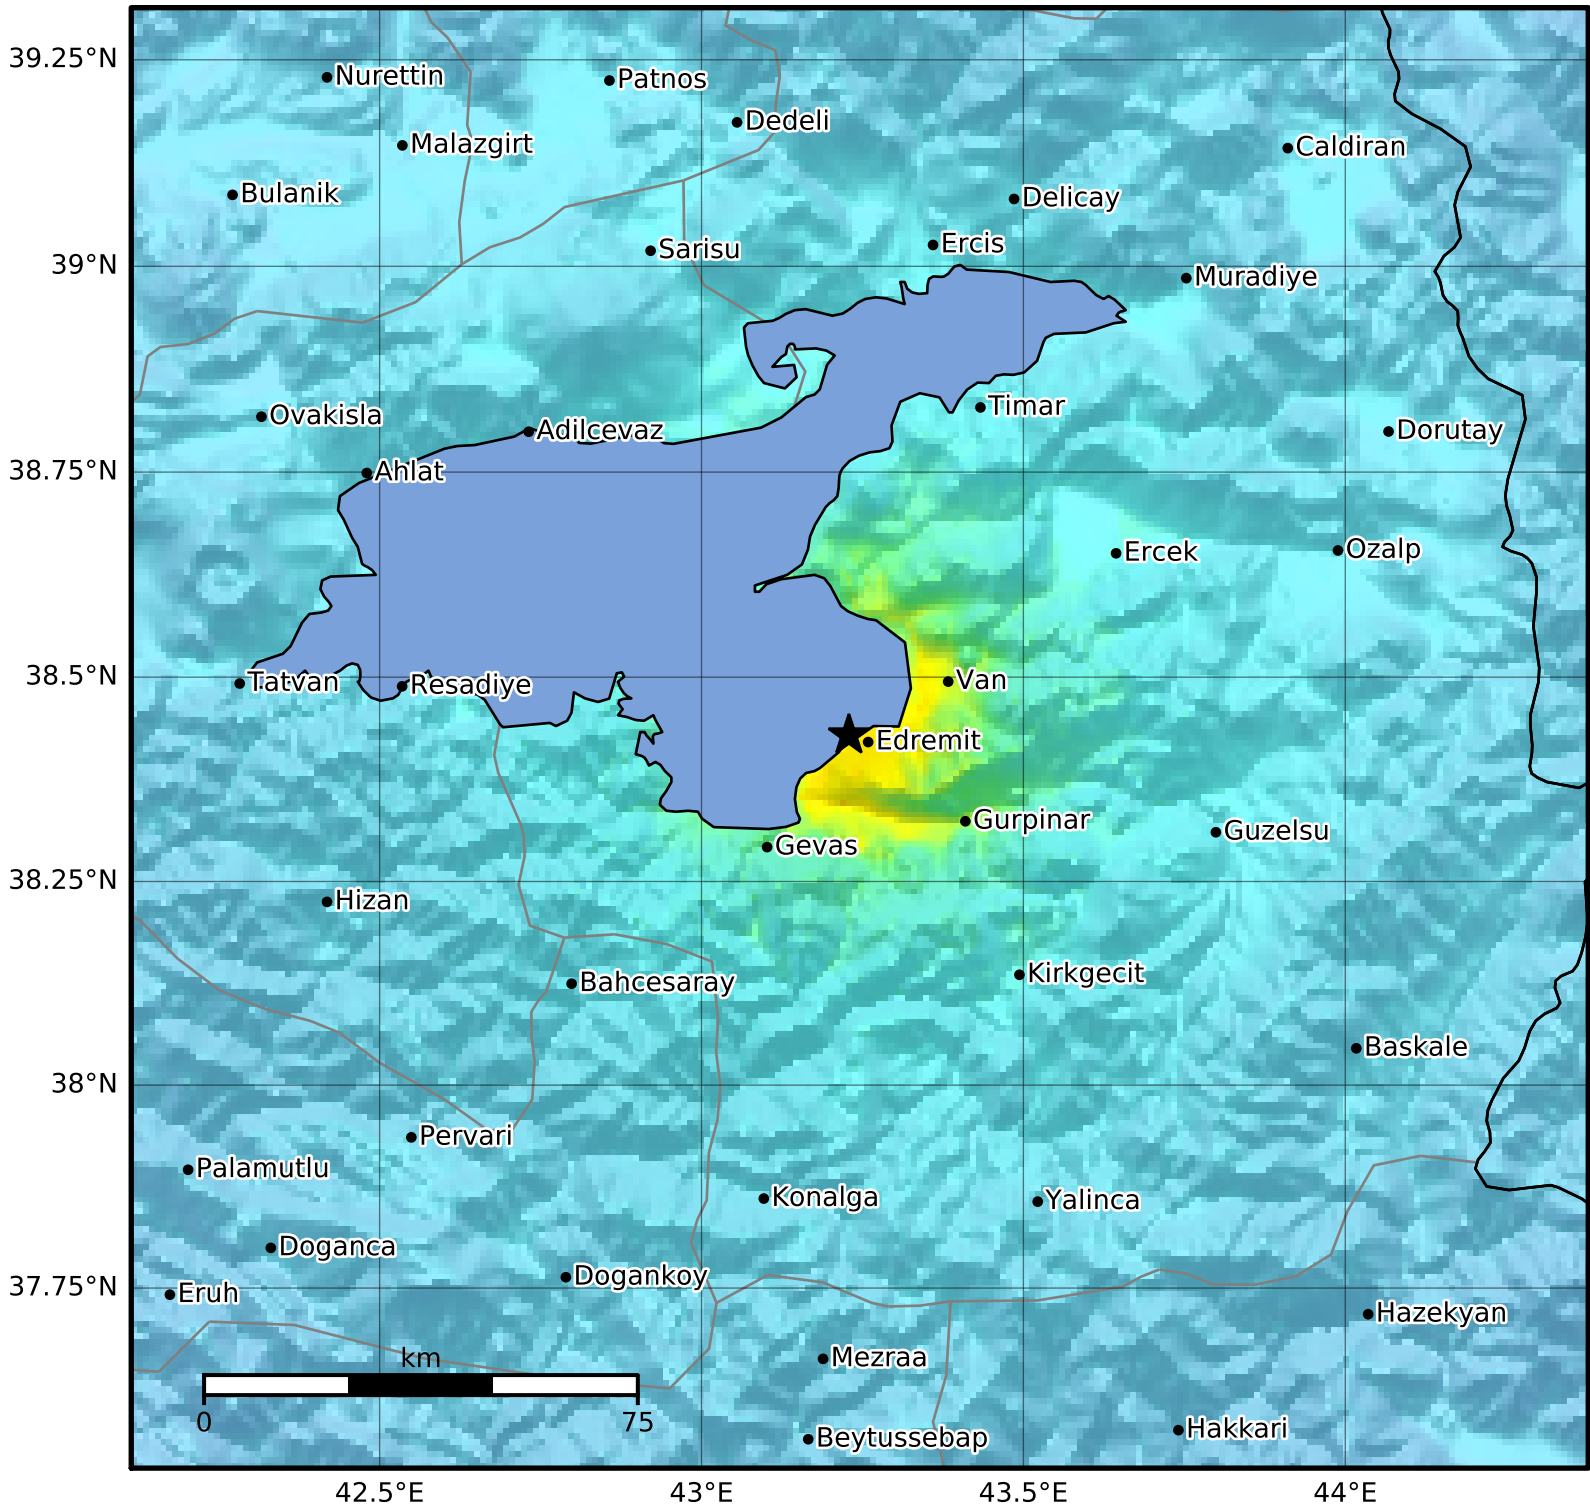 39.25°N
Nurettin
Patnos
Dedeli
Malazgirt
Caldiran
Bulanik
Delicay
Sarisu
Ercis
39°N
Muradiye
Ovakisla
Adilcevaz
Timar
Dorutay
38.75°N
Ahlat
Ercek
Ozalp
38.5°N
Tatvan
Resadiye
Van
Edremit
Gurpinar
Guzelsu
Gevas
38.25°N
Hizan
Bahcesaray
Kirkgecit
Baskale
38°N
Pervari
Palamutlu
Konalga
Yalinca
Doganca
Dogankoy
37.75°N
Eruh
Hazekyan
km
Mezraa
0
75
Beytussebap
Hakkari
42.5°E
43°E
43.5°E
44°E